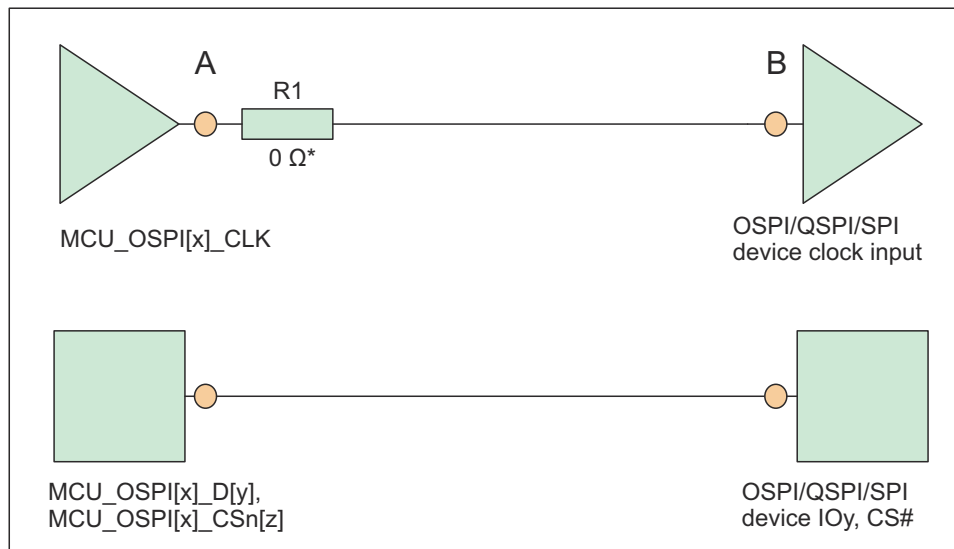 A
B
R1
0 Ω*
MCU_OSPI[x]_CLK
OSPI/QSPI/SPI
device clock input
MCU_OSPI[x]_D[y],
MCU_OSPI[x]_CSn[z]
OSPI/QSPI/SPI
device IOy, CS#